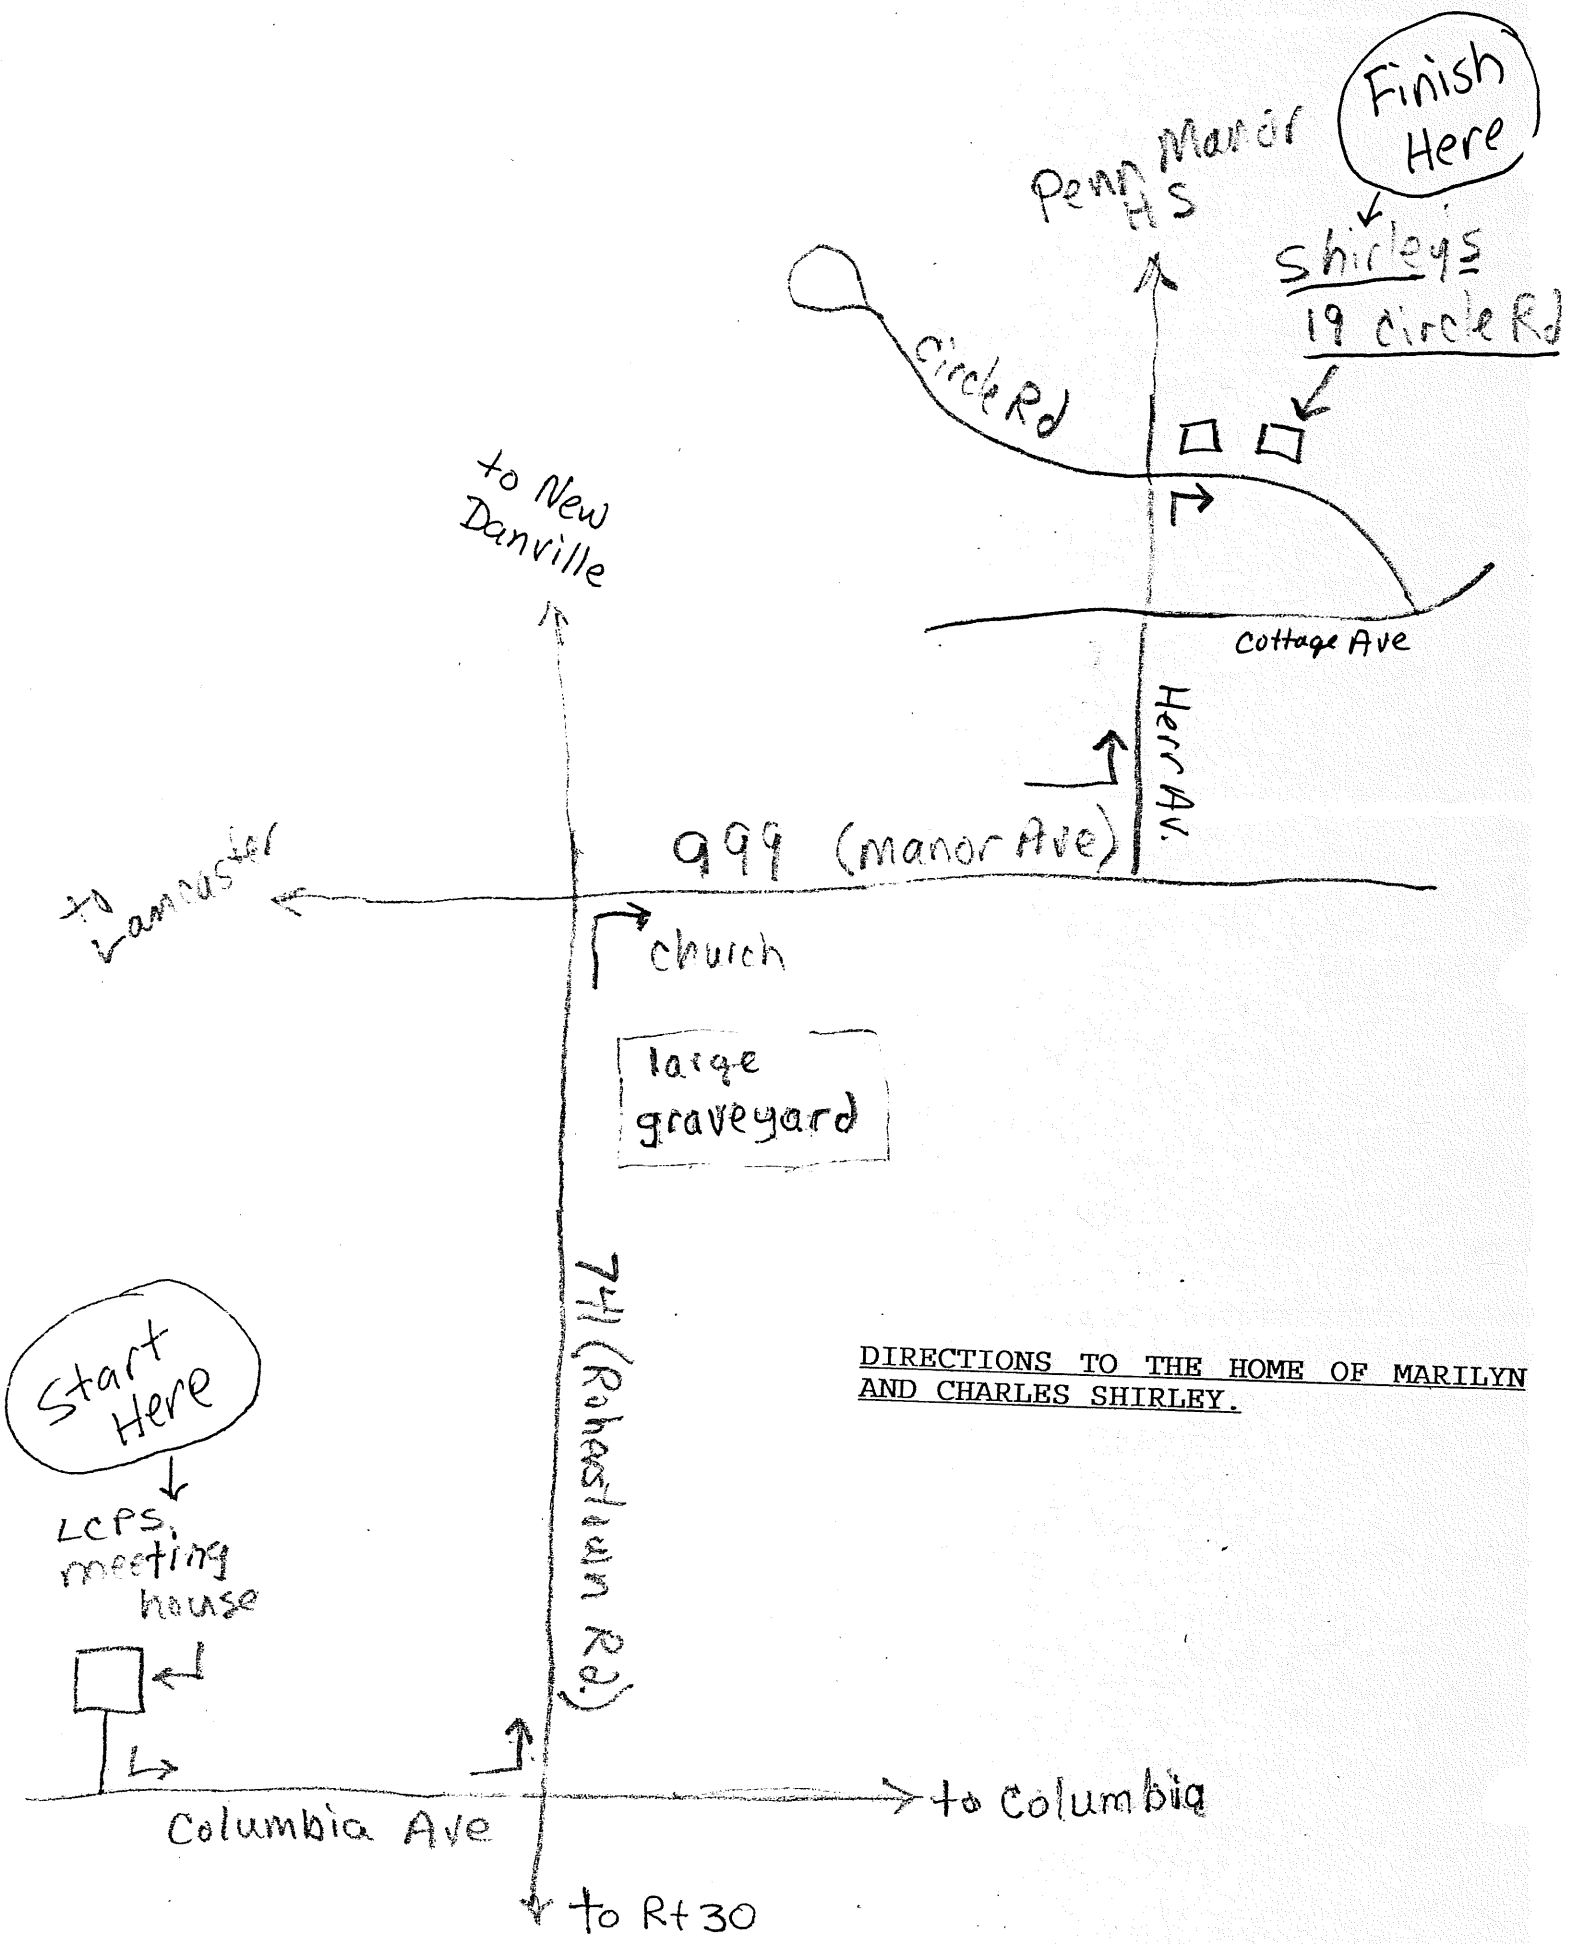 Finish
Here
Penn Manor
HS
Shirleys
19 Circle Rd
Circle Rd
to New
Danville
Cottage Ave
Herr Av.
999 (Manor Ave)
to
Lancaster
church
large
graveyard
741 (Rohrerstown Rd.)
DIRECTIONS TO THE HOME OF MARILYN
AND CHARLES SHIRLEY.
Start
Here
LCPS.
meeting
house
to Columbia
Columbia Ave
to Rt 30